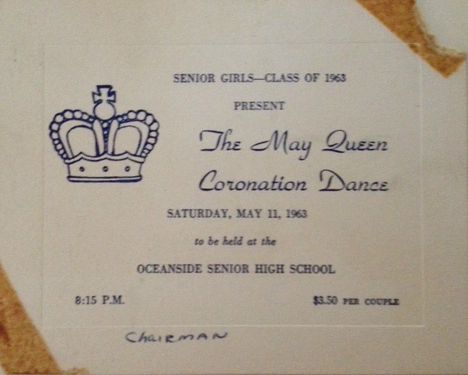 SENIOR GIRLS—CLASS OF 1963
PRESENT
The May Queen
Coronation Dance
SATURDAY, MAY 11, 1963
to be held at the
OCEANSIDE SENIOR HIGH SCHOOL
8:15 P.M. $3.50 PER COUPLE
ChaiRMAN